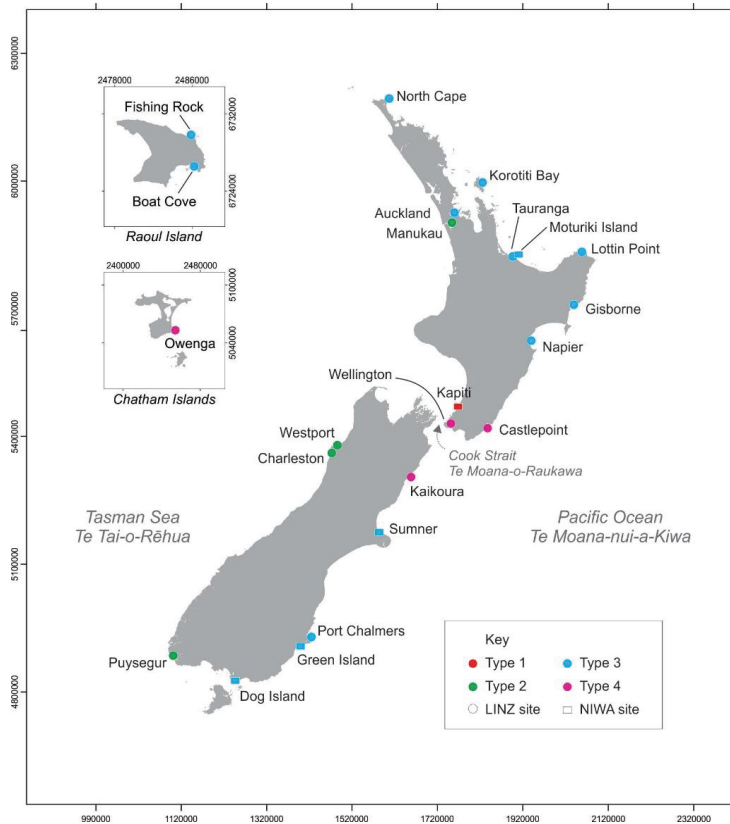 2478000
2486000
Fishing Rock
Boat Cove
6732000
6724000
Raoul Island
2400000
2480000
Owenga
5100000
5040000
Chatham Islands
6300000
6000000
5700000
5400000
5100000
4800000
North Cape
Korotiti Bay
Auckland
Manukau
Tauranga
Moturiki Island
Lottin Point
Gisborne
Napier
Wellington
Kapiti
Castlepoint
Westport
Charleston
Cook Strait
Te Moana-o-Raukawa
Kaikoura
Tasman Sea
Te Tai-o-Rēhua
Pacific Ocean
Te Moana-nui-a-Kiwa
Sumner
Port Chalmers
Green Island
Puysegur
Dog Island
Key
Type 1
Type 3
Type 2
Type 4
LINZ site
NIWA site
990000
1120000
1320000
1520000
1720000
1920000
2120000
2320000